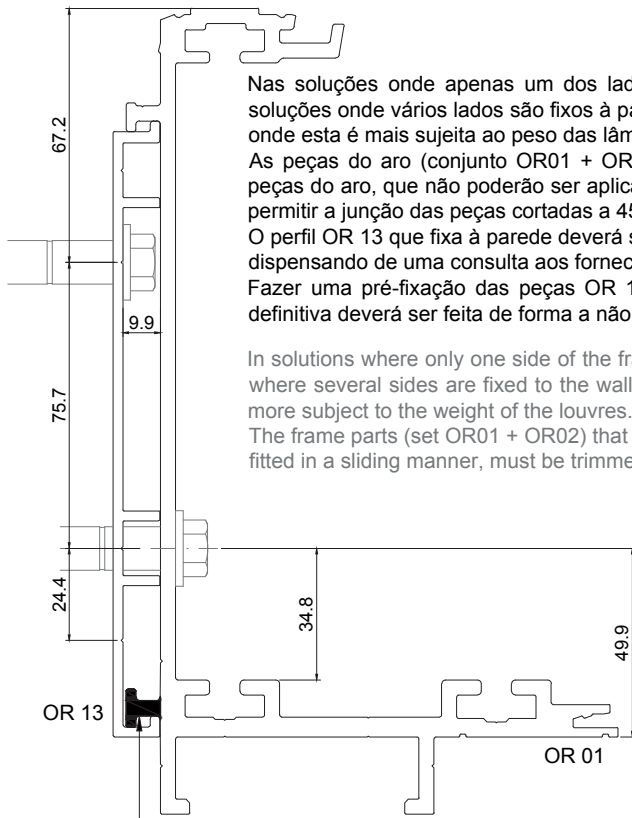 Nas soluções onde apenas um dos lad
soluções onde vários lados são fixos à pa
onde esta é mais sujeita ao peso das lâm
As peças do aro (conjunto OR01 + OR
peças do aro, que não poderão ser aplica
permitir a junção das peças cortadas a 45
O perfil OR 13 que fixa à parede deverá s
dispensando de uma consulta aos fornec
Fazer uma pré-fixação das peças OR 1
definitiva deverá ser feita de forma a não
In solutions where only one side of the fra
where several sides are fixed to the wall
more subject to the weight of the louvres.
The frame parts (set OR01 + OR02) that
fitted in a sliding manner, must be trimme
67.2
9.9
75.7
24.4
34.8
49.9
OR 13
OR 01